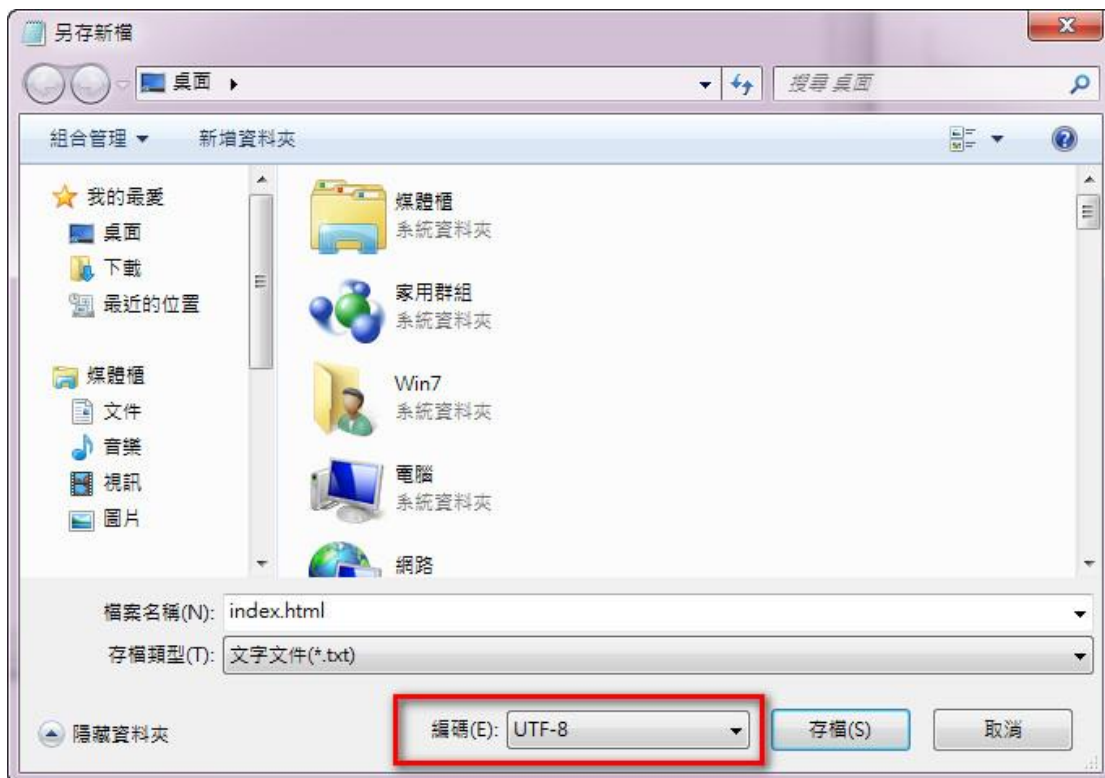 另存新檔
桌面
搜尋 桌面
組合管理
新增資料夾
我的最愛
桌面
下載
最近的位置
媒體櫃
文件
音樂
視訊
圖片
媒體櫃
系統資料夾
家用群組
系統資料夾
Win7
系統資料夾
電腦
系統資料夾
網路
檔案名稱(N): index.html
存檔類型(T): 文字文件(*.txt)
隱藏資料夾
編碼(E): UTF-8
存檔(S)
取消